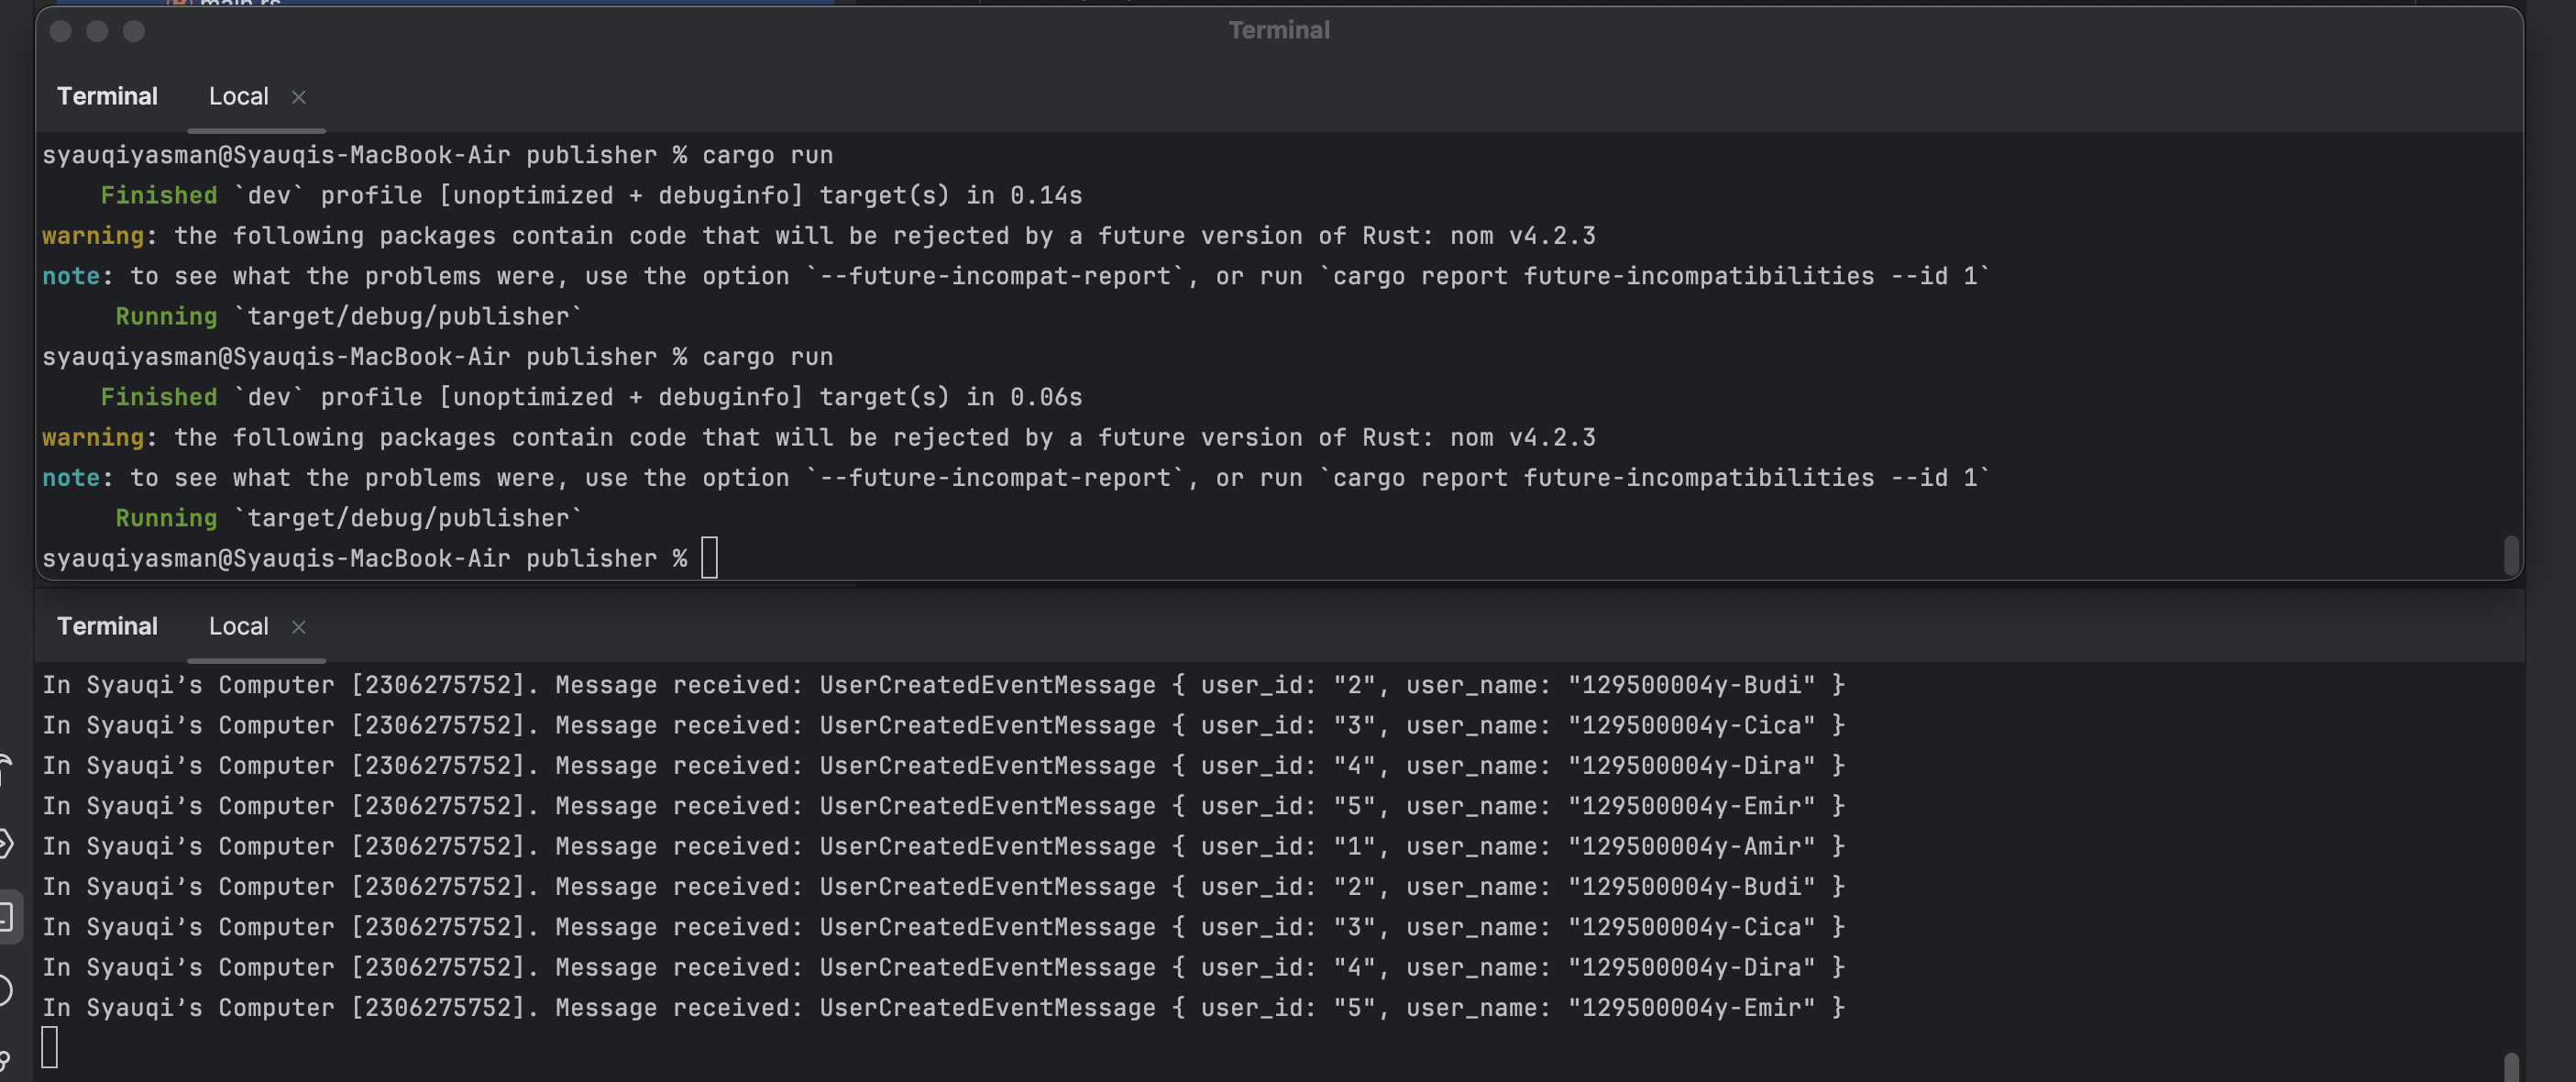 main.rs
Terminal
Terminal Local
syauqiyasman@Syauqis-MacBook-Air publisher % cargo run
Finished `dev` profile [unoptimized + debuginfo] target(s) in 0.14s
warning: the following packages contain code that will be rejected by a future version of Rust: nom v4.2.3
note: to see what the problems were, use the option `--future-incompat-report`, or run `cargo report future-incompatibilities --id 1`
Running `target/debug/publisher`
syauqiyasman@Syauqis-MacBook-Air publisher % cargo run
Finished `dev` profile [unoptimized + debuginfo] target(s) in 0.06s
warning: the following packages contain code that will be rejected by a future version of Rust: nom v4.2.3
note: to see what the problems were, use the option `--future-incompat-report`, or run `cargo report future-incompatibilities --id 1`
Running `target/debug/publisher`
syauqiyasman@Syauqis-MacBook-Air publisher %
Terminal Local
In Syauqi’s Computer [2306275752]. Message received: UserCreatedEventMessage { user_id: "2", user_name: "129500004y-Budi" }
In Syauqi’s Computer [2306275752]. Message received: UserCreatedEventMessage { user_id: "3", user_name: "129500004y-Cica" }
In Syauqi’s Computer [2306275752]. Message received: UserCreatedEventMessage { user_id: "4", user_name: "129500004y-Dira" }
In Syauqi’s Computer [2306275752]. Message received: UserCreatedEventMessage { user_id: "5", user_name: "129500004y-Emir" }
In Syauqi’s Computer [2306275752]. Message received: UserCreatedEventMessage { user_id: "1", user_name: "129500004y-Amir" }
In Syauqi’s Computer [2306275752]. Message received: UserCreatedEventMessage { user_id: "2", user_name: "129500004y-Budi" }
In Syauqi’s Computer [2306275752]. Message received: UserCreatedEventMessage { user_id: "3", user_name: "129500004y-Cica" }
In Syauqi’s Computer [2306275752]. Message received: UserCreatedEventMessage { user_id: "4", user_name: "129500004y-Dira" }
In Syauqi’s Computer [2306275752]. Message received: UserCreatedEventMessage { user_id: "5", user_name: "129500004y-Emir" }